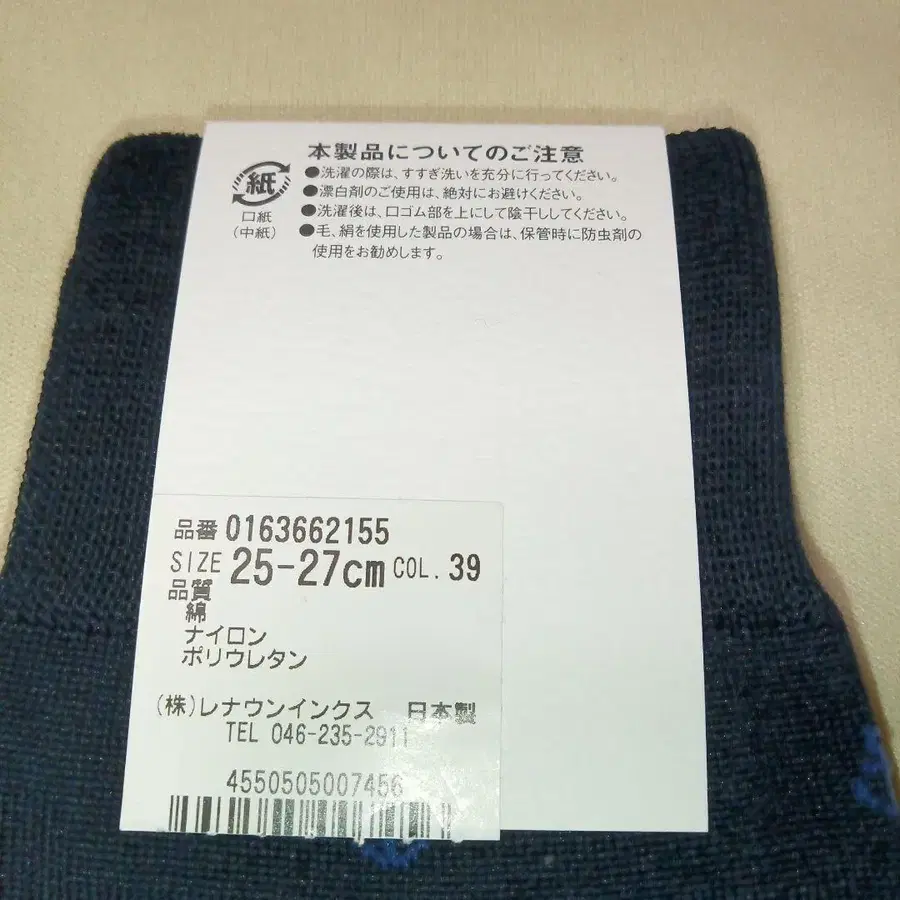 本製品についてのご注意
●洗濯の際は、すすぎ洗いを充分に行ってください。
●漂白剤のご使用は、絶対にお避けください。
●洗濯後は、口ゴム部を上にして陰干ししてください。
●毛、絹を使用した製品の場合は、保管時に防虫剤の
使用をお勧めします。
紙
口紙
(中紙)
品番 0163662155
SIZE 25-27cm COL. 39
品質
綿
ナイロン
ポリウレタン
(株)レナウンインクス 日本製
TEL 046-235-2911
4550505007456